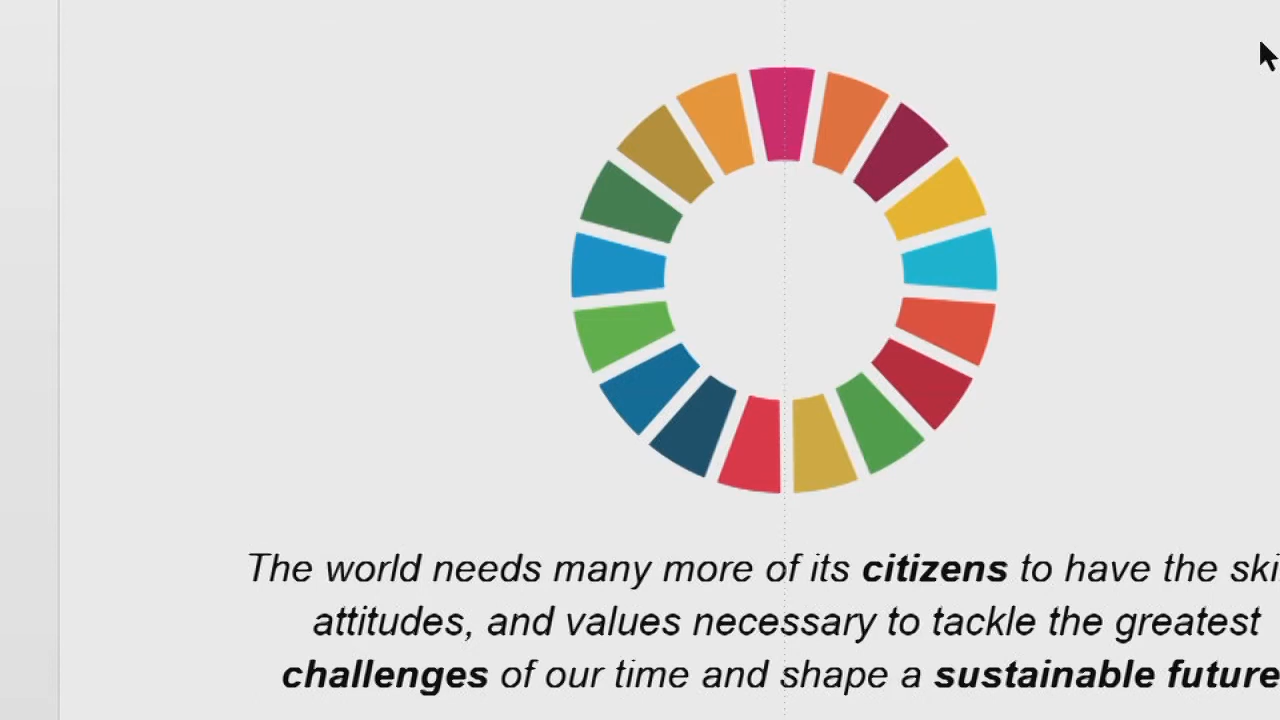 The world needs many more of its citizens to have the
attitudes, and values necessary to tackle the greatest
challenges of our time and shape a sustainable future